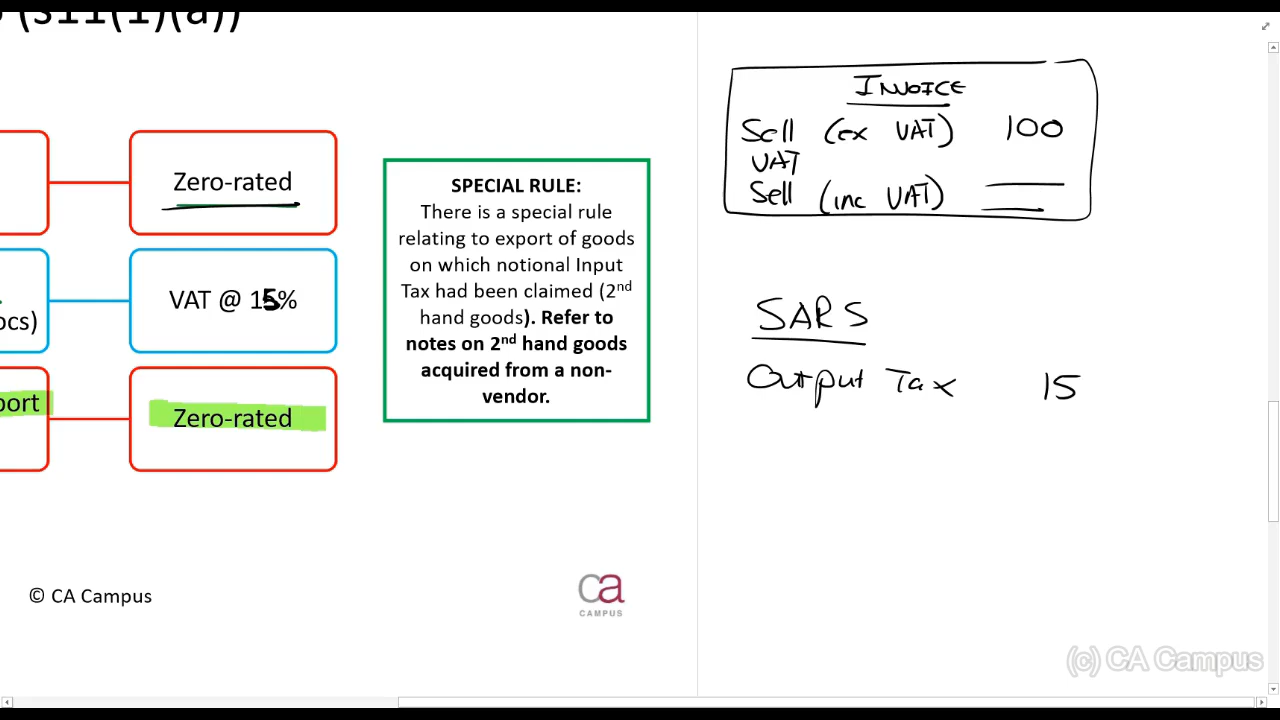 (s11(1)(a))
Zero-rated
VAT @ 15%
ocs)
port
Zero-rated
SPECIAL RULE:
There is a special rule
relating to export of goods
on which notional Input
Tax had been claimed (2nd
hand goods). Refer to
notes on 2nd hand goods
acquired from a non-
vendor.
© CA Campus
ca
CAMPUS
INVOICE
Sell (ex VAT) 100
VAT
Sell (inc VAT)
SARS
Output Tax 15
(c) CA Campus